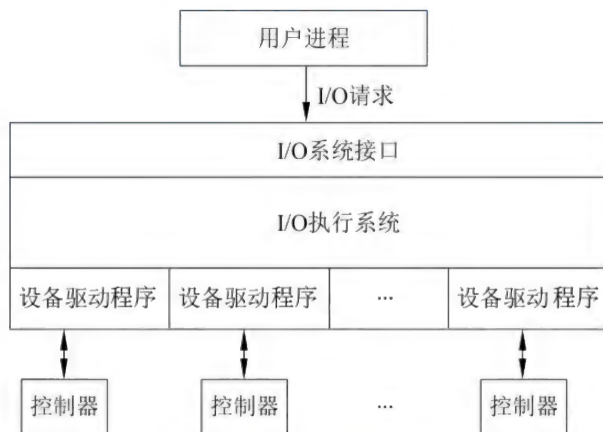 用户进程
I/O请求
I/O系统接口
I/O执行系统
设备驱动程序 设备驱动程序 ... 设备驱动程序
控制器 控制器 ... 控制器